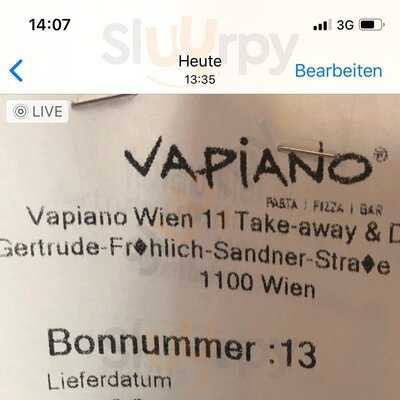 14:07 3G
Sluurpy
Heute
13:35
Bearbeiten
LIVE
VAPIANO®
PASTA | PIZZA | BAR
Vapiano Wien 11 Take-away & D
Gertrude-Fr�hlich-Sandner-Stra�e
1100 Wien
Bonnummer :13
Lieferdatum